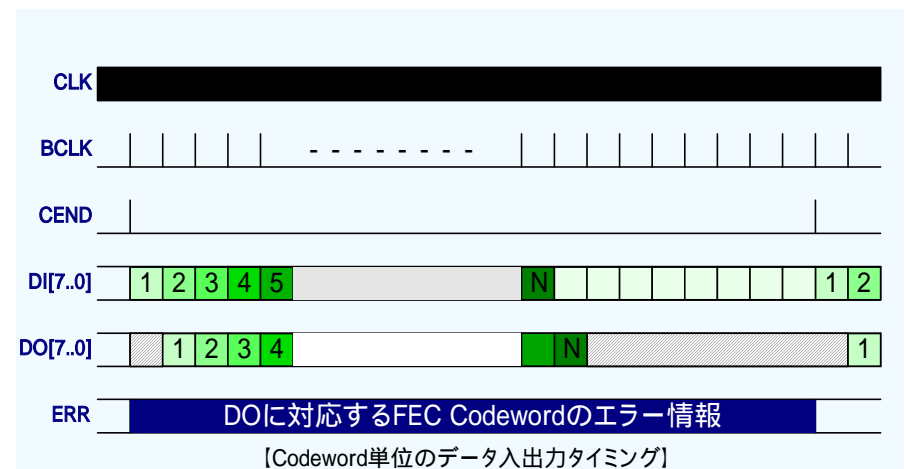 CLK
BCLK
CEND
DI[7..0] 1 2 3 4 5 N 1 2
DO[7..0] 1 2 3 4 N 1
ERR DOに対応するFEC Codewordのエラー情報
【Codeword単位のデータ入出力タイミング】